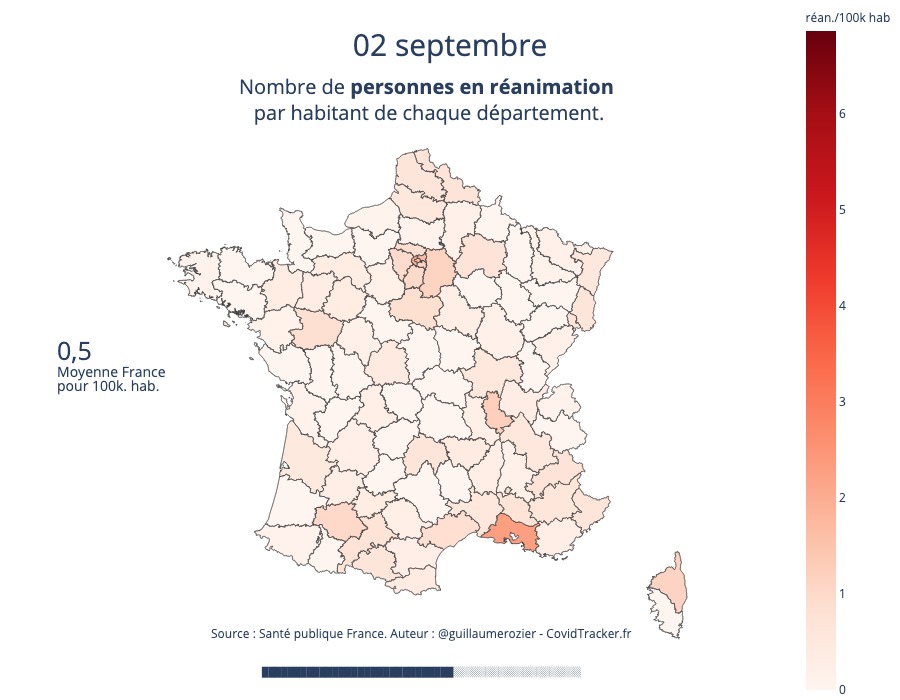 réan./100k hab
02 septembre
Nombre de personnes en réanimation
par habitant de chaque département.
6
5
4
3
2
1
0
0,5
Moyenne France
pour 100k. hab.
Source : Santé publique France. Auteur : @guillaumerozier - CovidTracker.fr